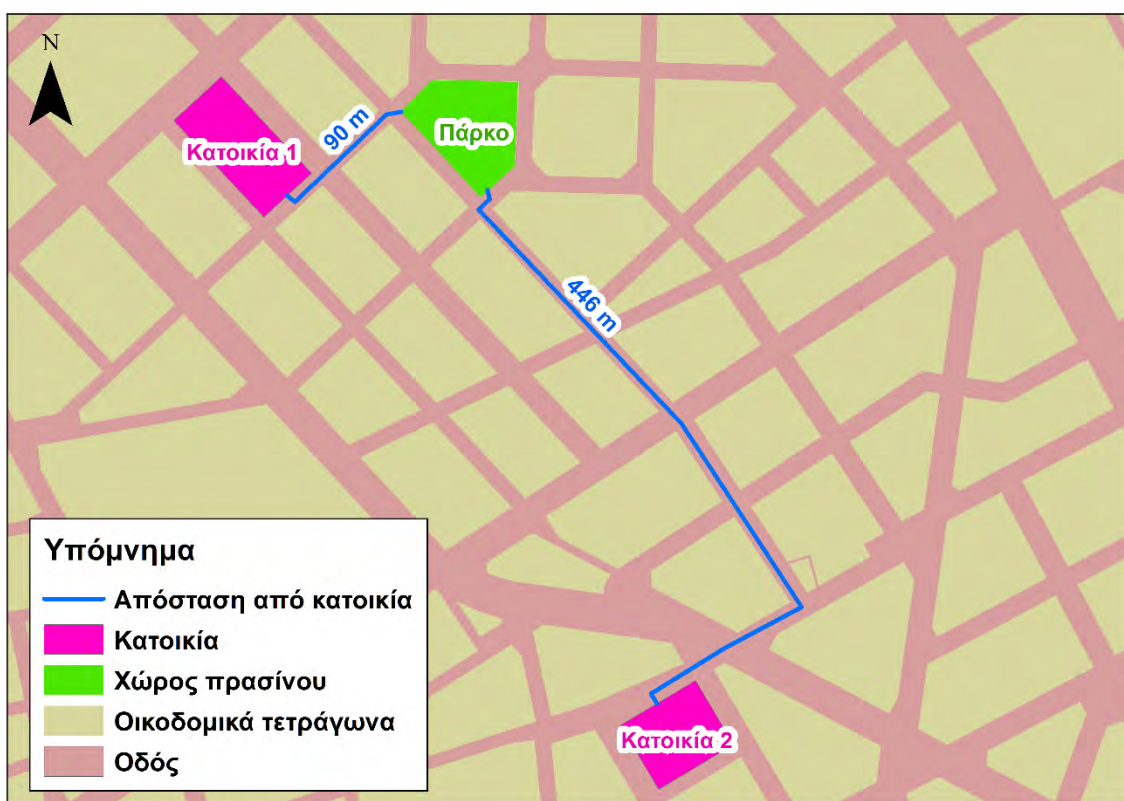 N
90 m
Πάρκο
Κατοικία 1
446 m
Υπόμνημα
Απόσταση από κατοικία
Κατοικία
Χώρος πρασίνου
Οικοδομικά τετράγωνα
Οδός
Κατοικία 2